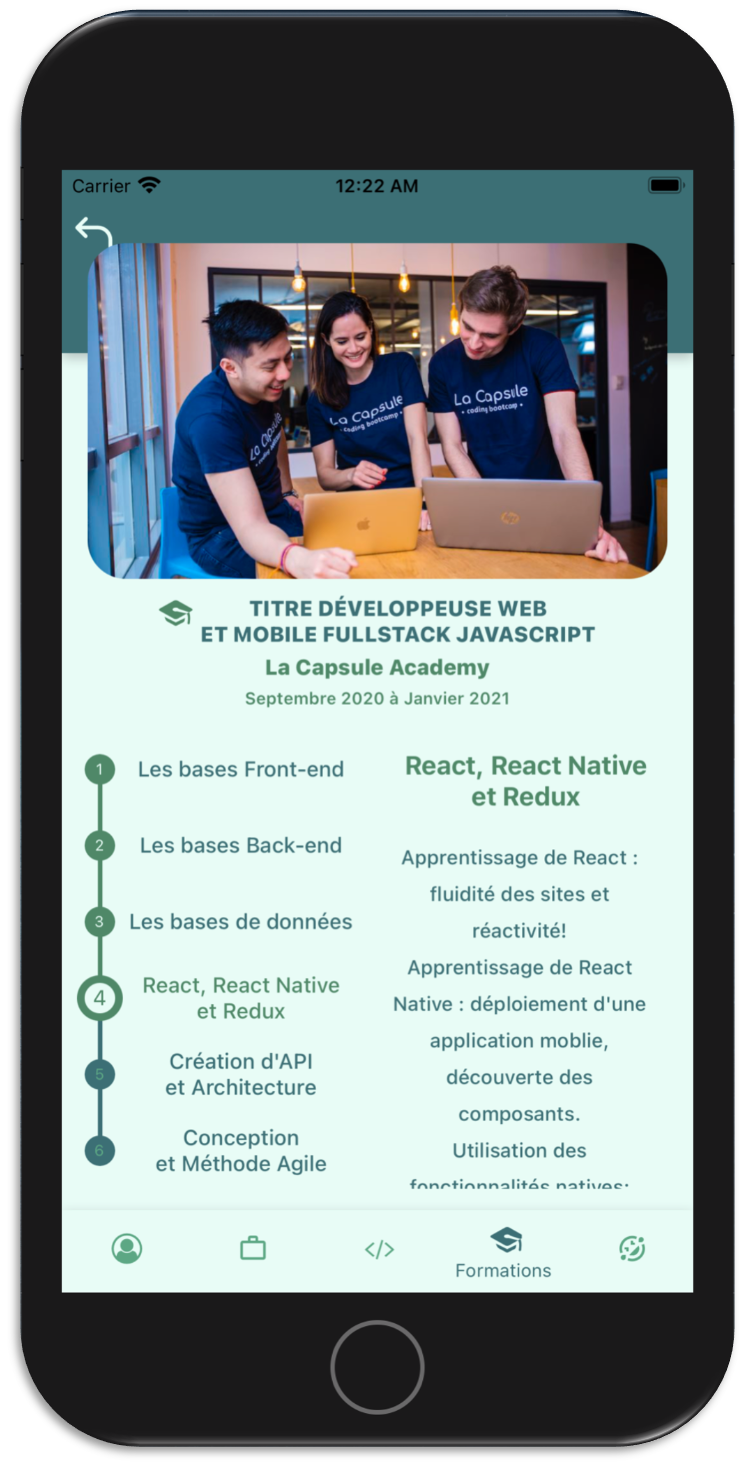 Carrier
12:22 AM
La Capsule
• coding bootcamp •
La Capsule
• coding bootcamp •
La Capsule
• coding bootcamp •
hp
TITRE DÉVELOPPEUSE WEB
ET MOBILE FULLSTACK JAVASCRIPT
La Capsule Academy
Septembre 2020 à Janvier 2021
1 Les bases Front-end
2 Les bases Back-end
3 Les bases de données
4 React, React Native
et Redux
5 Création d'API
et Architecture
6 Conception
et Méthode Agile
React, React Native
et Redux
Apprentissage de React :
fluidité des sites et
réactivité!
Apprentissage de React
Native : déploiement d'une
application moblie,
découverte des
composants.
Utilisation des
fonctionnalités natives:
</> 
Formations